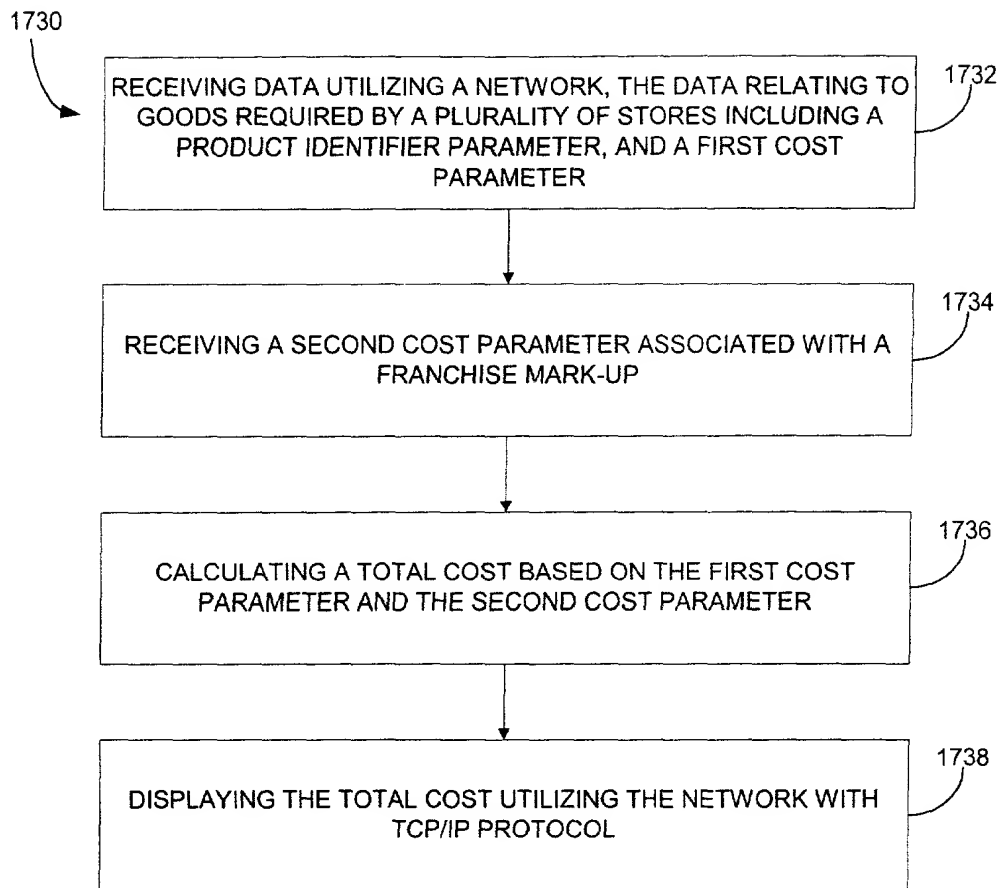 1730
RECEIVING DATA UTILIZING A NETWORK, THE DATA RELATING TO
GOODS REQUIRED BY A PLURALITY OF STORES INCLUDING A
PRODUCT IDENTIFIER PARAMETER, AND A FIRST COST
PARAMETER
1732
RECEIVING A SECOND COST PARAMETER ASSOCIATED WITH A
FRANCHISE MARK-UP
1734
CALCULATING A TOTAL COST BASED ON THE FIRST COST
PARAMETER AND THE SECOND COST PARAMETER
1736
DISPLAYING THE TOTAL COST UTILIZING THE NETWORK WITH
TCP/IP PROTOCOL
1738